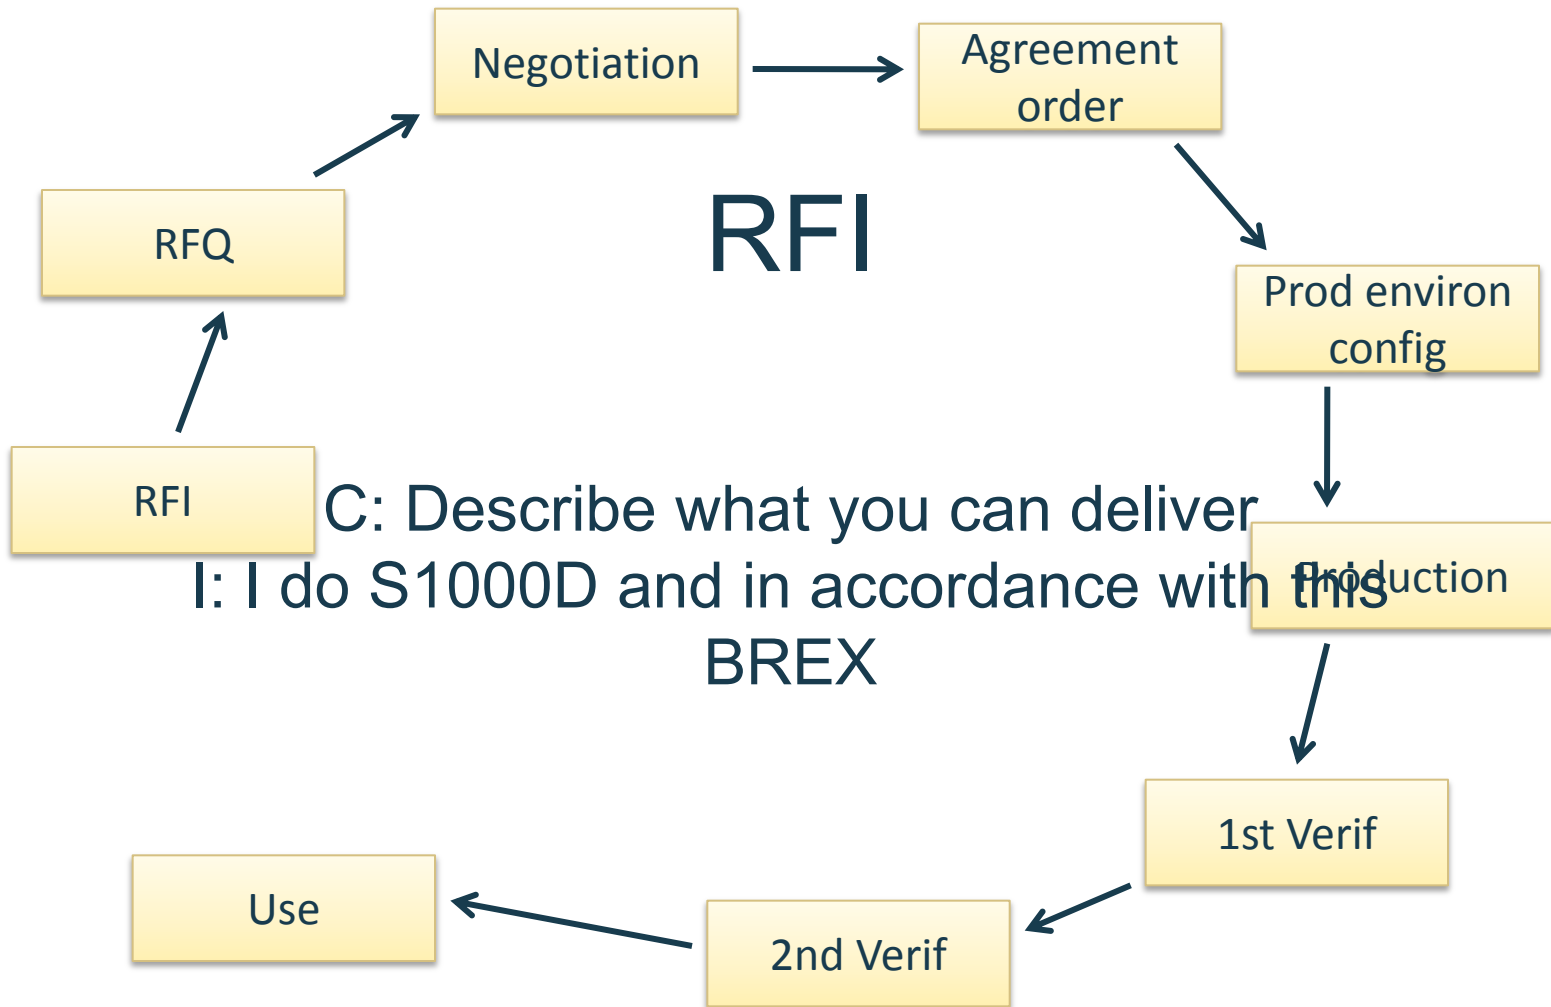 Negotiation
Agreement
order
RFQ
RFI
Prod environ
config
RFI
C: Describe what you can deliver
I: I do S1000D and in accordance with this
BREX
Production
1st Verif
2nd Verif
Use